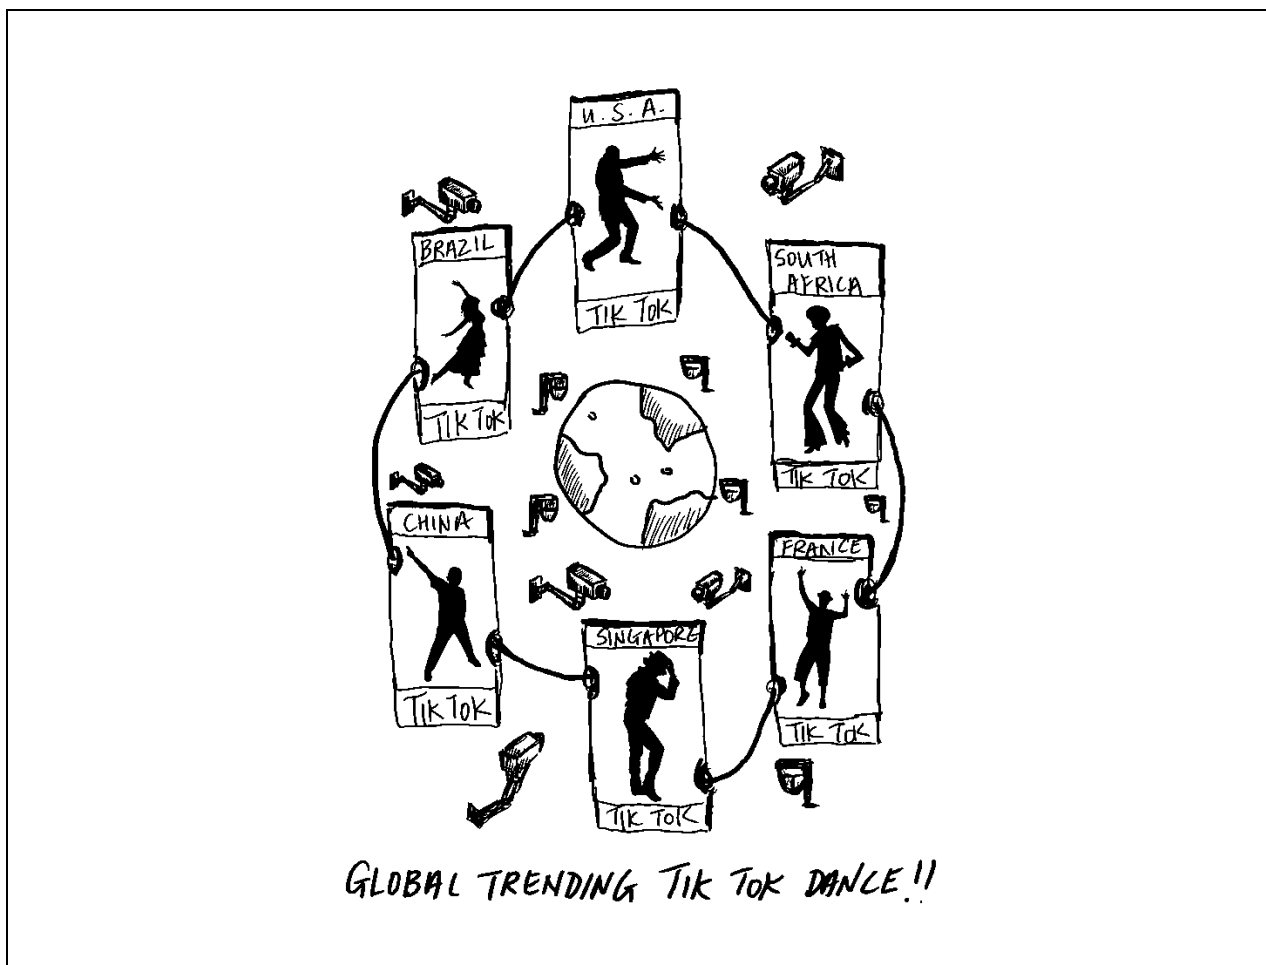 U.S.A.
TIK TOK
BRAZIL
TIK TOK
SOUTH
AFRICA
TIK TOK
CHINA
TIK TOK
FRANCE
TIK TOK
SINGAPORE
TIK TOK
GLOBAL TRENDING TIK TOK DANCE!!